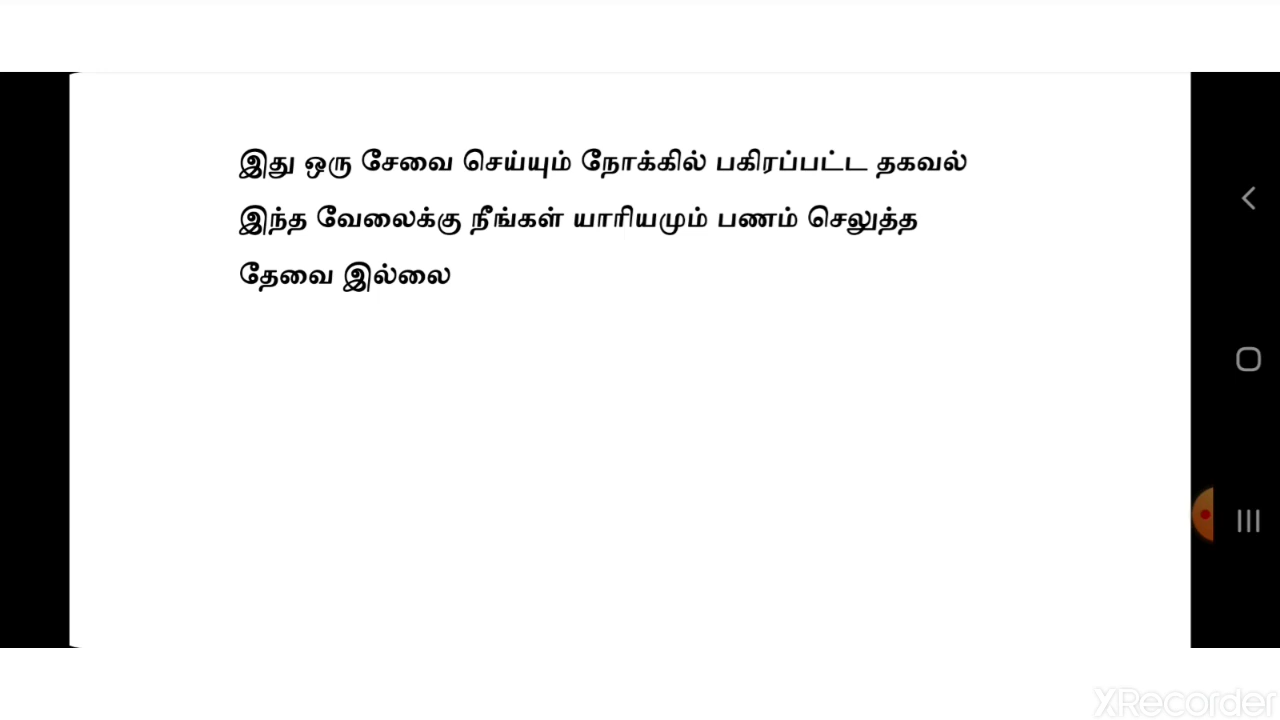 இது ஒரு சேவை செய்யும் நோக்கில் பகிரப்பட்ட தகவல்
இந்த வேலைக்கு நீங்கள் யாரியமும் பணம் செலுத்த
தேவை இல்லை
XRecorder